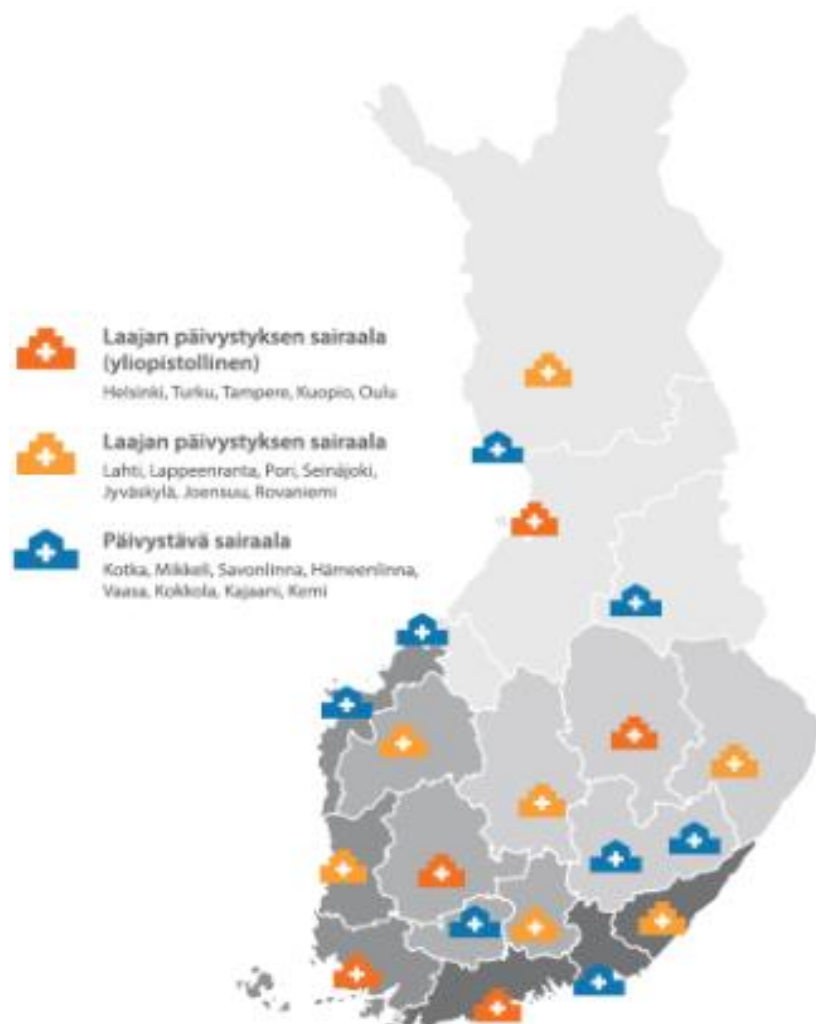 Laajan päivystyksen sairaala
(yliopistollinen)
Helsinki, Turku, Tampere, Kuopio, Oulu
Laajan päivystyksen sairaala
Lahti, Lappeenranta, Pori, Seinäjoki,
Jyväskylä, Joensuu, Rovaniemi
Päivystävä sairaala
Kotka, Mikkeli, Savonlinna, Hämeenlinna,
Vaasa, Kokkola, Kajaani, Kemi